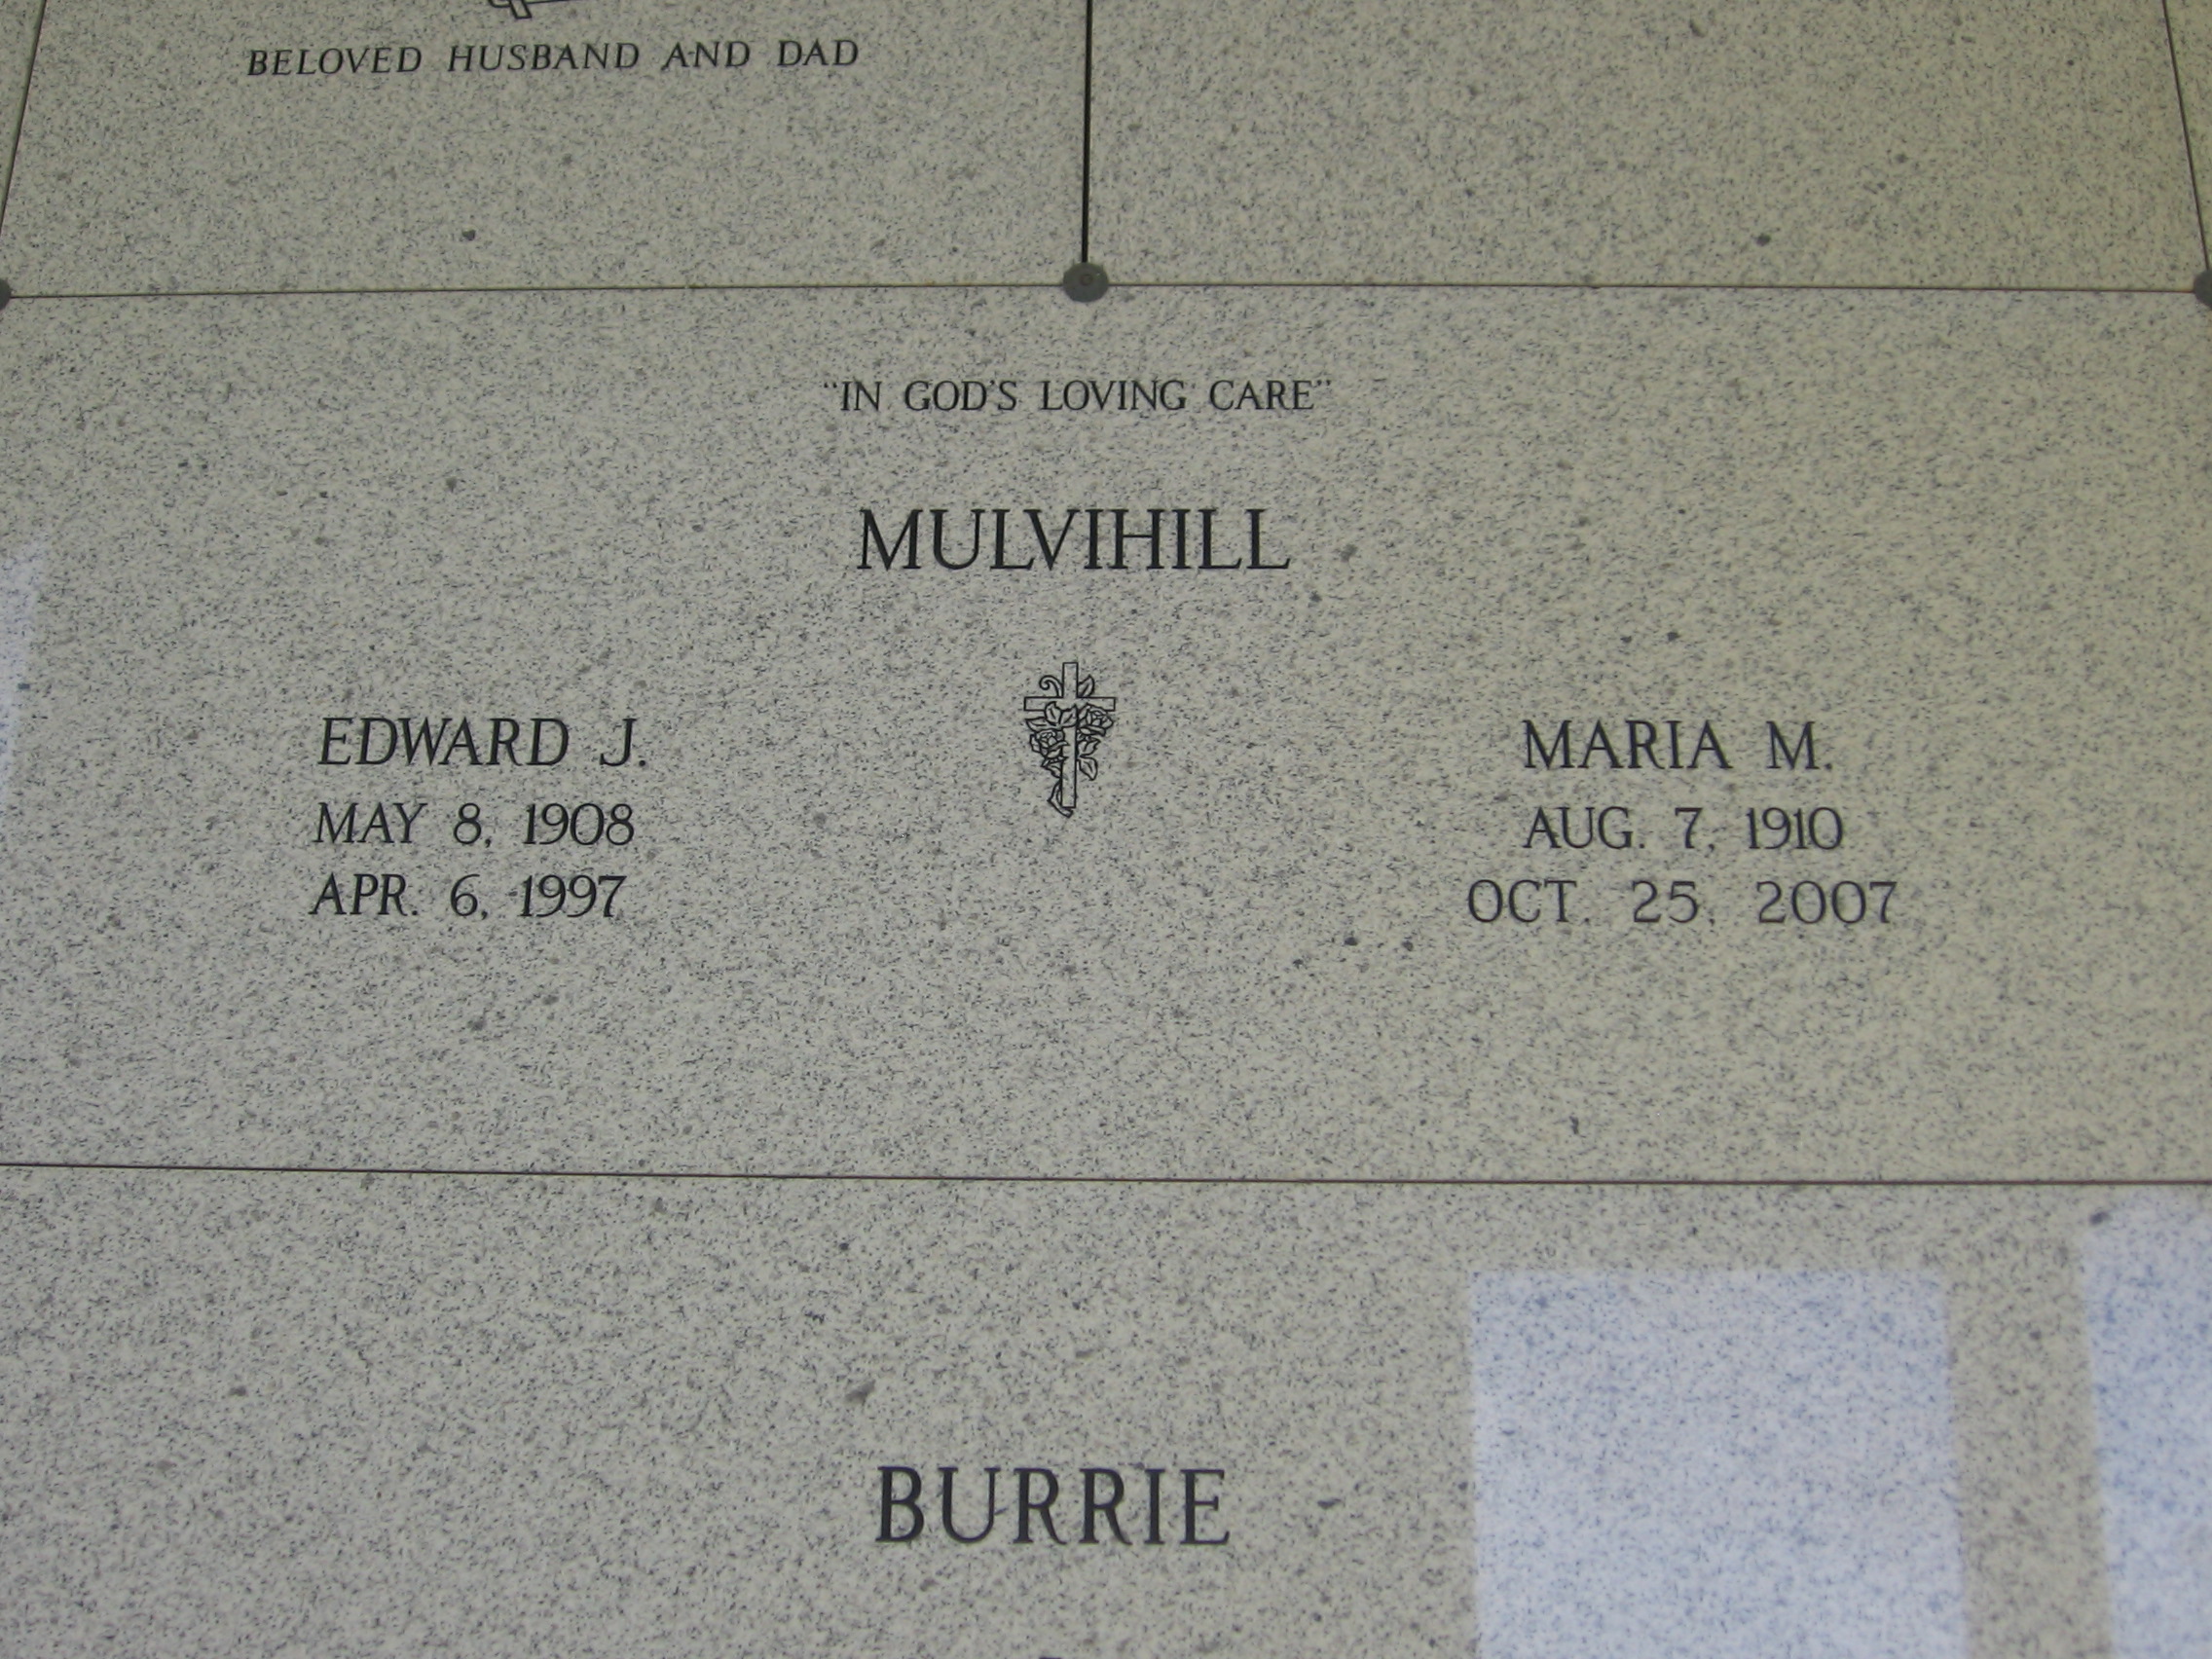 BELOVED HUSBAND AND DAD
“IN GOD'S LOVING CARE”
MULVIHILL
EDWARD J.
MAY 8, 1908
APR. 6, 1997
MARIA M.
AUG. 7, 1910
OCT. 25, 2007
BURRIE